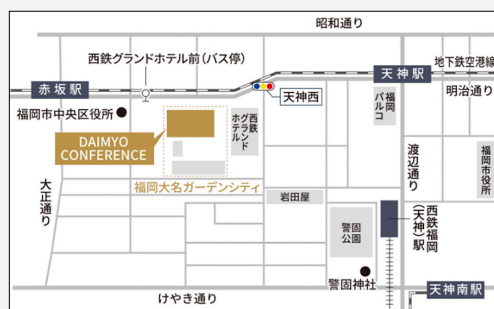 昭和通り
西鉄グランドホテル前(バス停)
地下鉄空港線
天神駅
赤坂駅
明治通り
天神西
福岡パルコ
福岡市中央区役所
西鉄グランドホテル
DAIMYO
CONFERENCE
渡辺通り
福岡市役所
大正通り
福岡大名ガーデンシティ
岩田屋
西鉄福岡
(天神)駅
警固
公園
警固神社
天神南駅
けやき通り